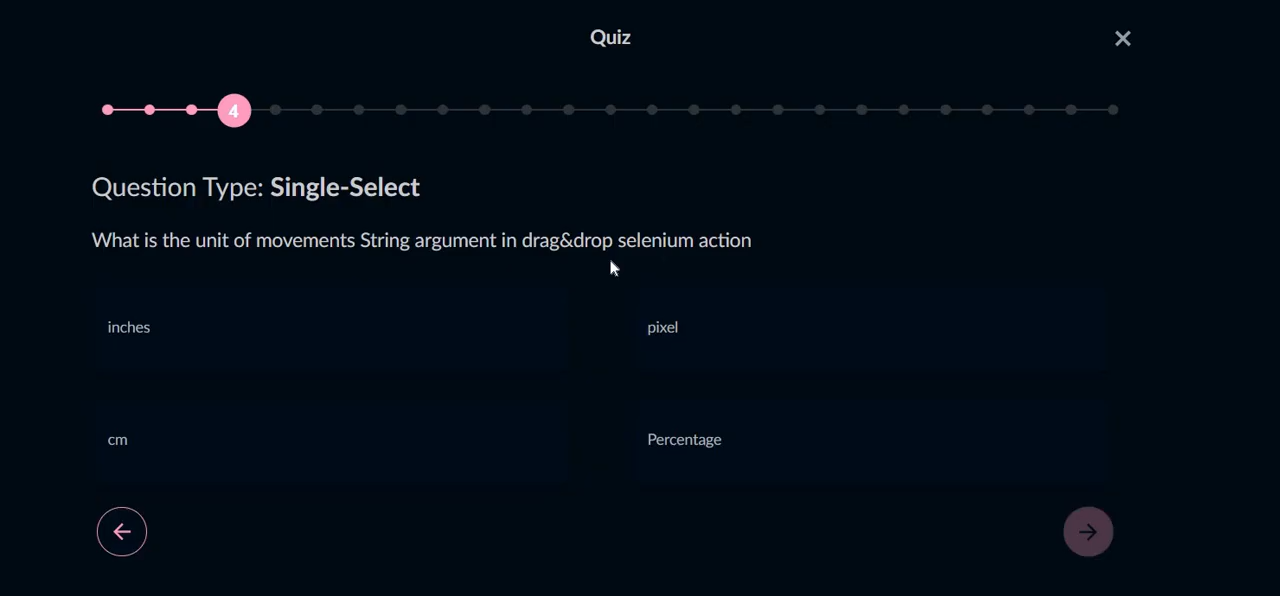 Quiz
4
Question Type: Single-Select
What is the unit of movements String argument in drag&drop selenium action
inches
pixel
cm
Percentage